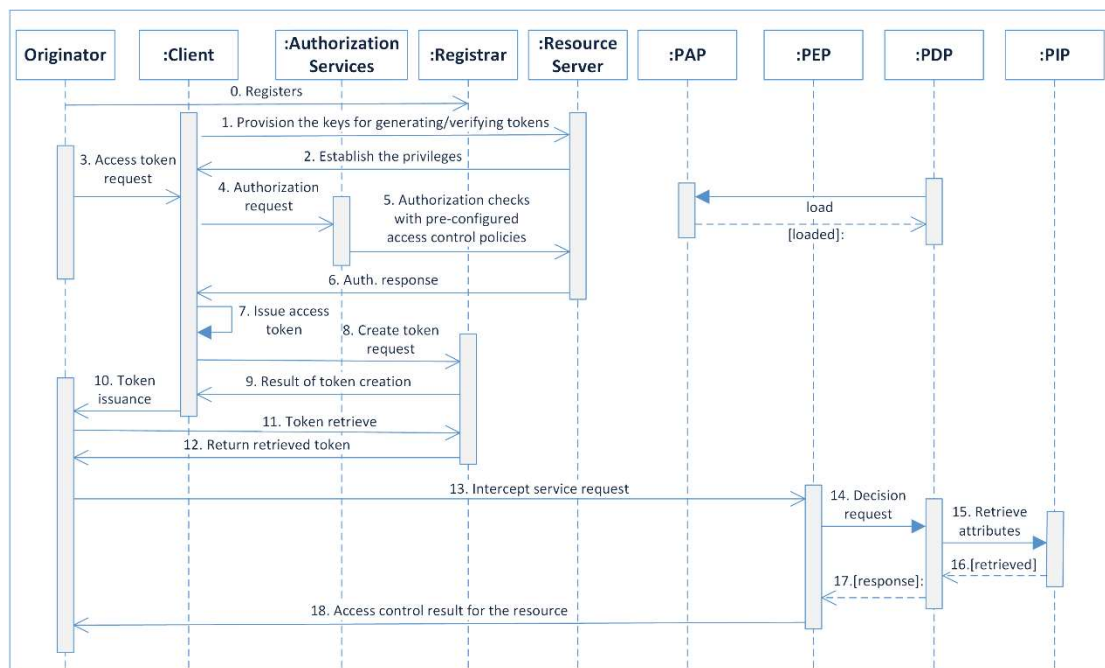 Originator
:Client
:Authorization
Services
:Registrar
:Resource
Server
:PAP
:PEP
:PDP
:PIP
0. Registers
1. Provision the keys for generating/verifying tokens
2. Establish the privileges
3. Access token
request
4. Authorization
request
5. Authorization checks
with pre-configured
access control policies
load
[loaded]:
6. Auth. response
7. Issue access
token
8. Create token
request
9. Result of token creation
10. Token
issuance
11. Token retrieve
12. Return retrieved token
13. Intercept service request
14. Decision
request
15. Retrieve
attributes
16.[retrieved]
17.[response]:
18. Access control result for the resource